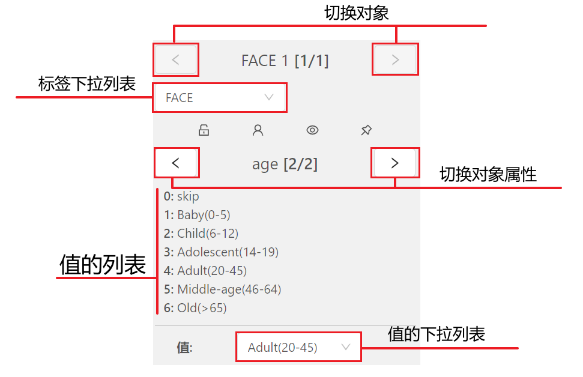 切换对象
< FACE 1 [1/1] >
标签下拉列表
FACE
< age [2/2] >
切换对象属性
0: skip
1: Baby(0-5)
2: Child(6-12)
3: Adolescent(14-19)
4: Adult(20-45)
5: Middle-age(46-64)
6: Old(>65)
值的列表
值的下拉列表
值: Adult(20-45)